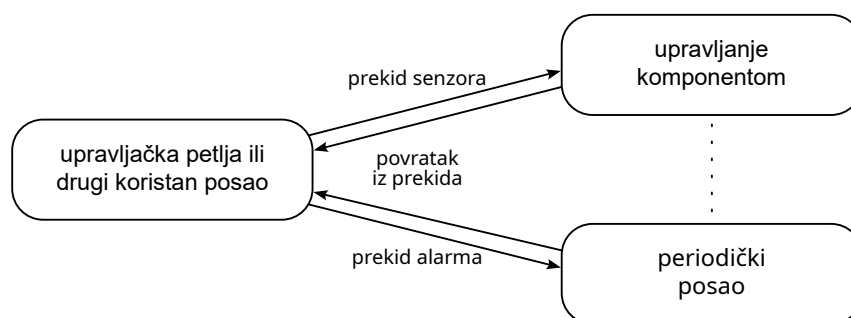 upravljanje
komponentom
prekid senzora
upravljačka petlja ili
drugi koristan posao
povratak
iz prekida
prekid alarma
periodički
posao